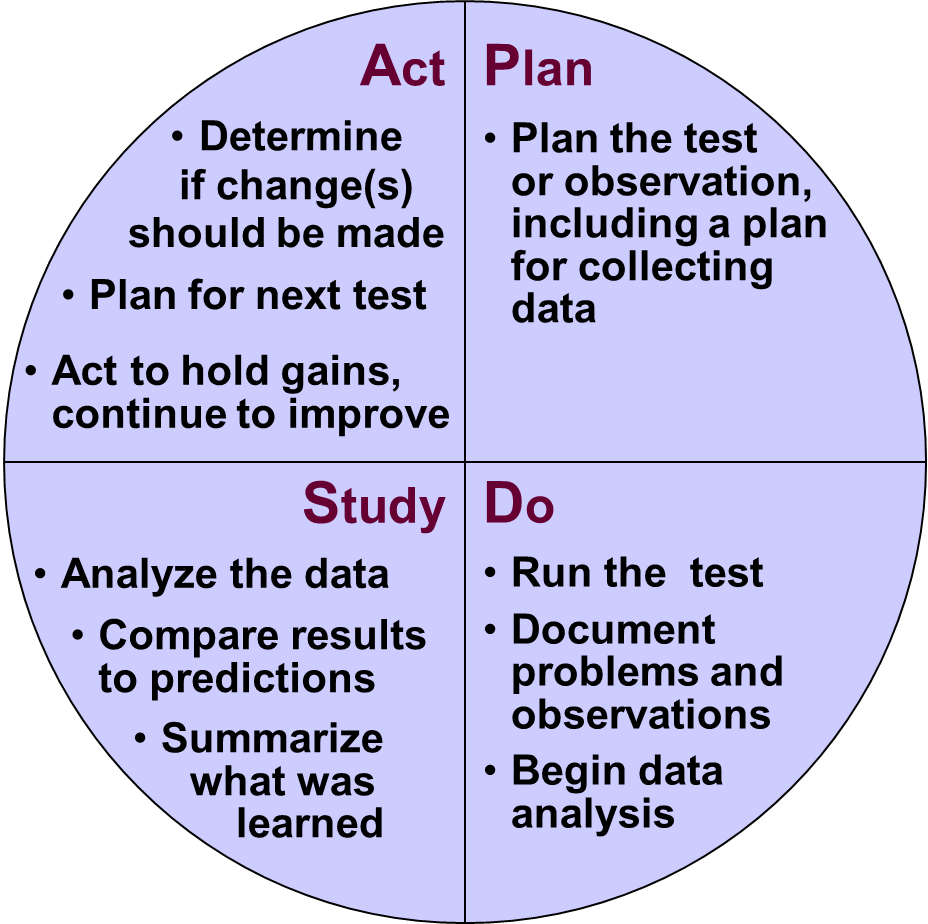 Act
• Determine
if change(s)
should be made
• Plan for next test
• Act to hold gains,
continue to improve
Plan
• Plan the test
or observation,
including a plan
for collecting
data
Study
• Analyze the data
• Compare results
to predictions
• Summarize
what was
learned
Do
• Run the  test
• Document
problems and
observations
• Begin data
analysis